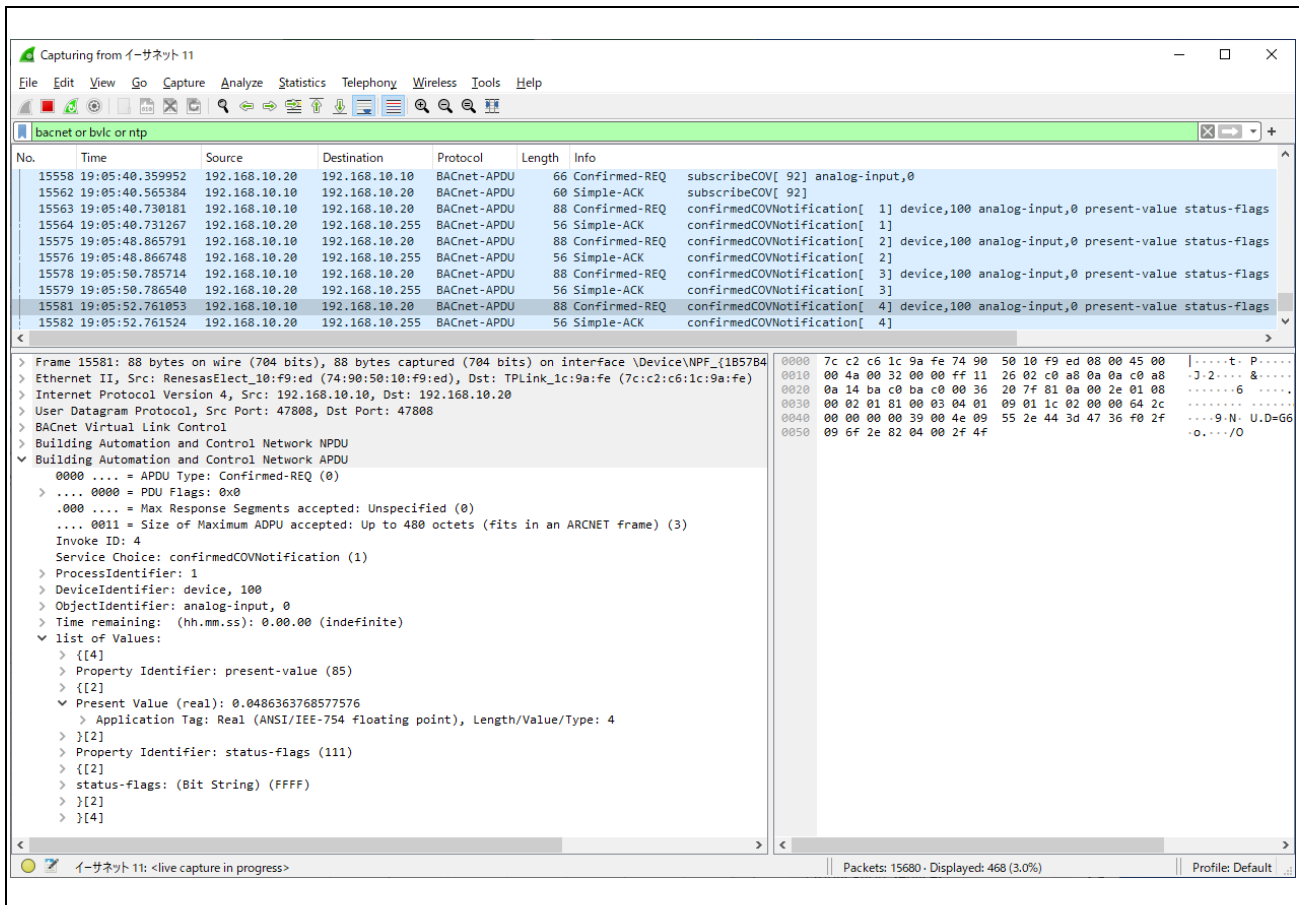 Capturing from イーサネット 11
File Edit View Go Capture Analyze Statistics Telephony Wireless Tools Help
bacnet or bvlc or ntp
No. Time Source Destination Protocol Length Info
15558 19:05:40.359952 192.168.10.20 192.168.10.10 BACnet-APDU 66 Confirmed-REQ subscribeCOV[ 92] analog-input,0
15562 19:05:40.565384 192.168.10.10 192.168.10.20 BACnet-APDU 60 Simple-ACK subscribeCOV[ 92]
15563 19:05:40.730181 192.168.10.10 192.168.10.20 BACnet-APDU 88 Confirmed-REQ confirmedCOVNotification[ 1] device,100 analog-input,0 present-value status-flags
15564 19:05:40.731267 192.168.10.20 192.168.10.255 BACnet-APDU 56 Simple-ACK confirmedCOVNotification[ 1]
15575 19:05:48.865791 192.168.10.10 192.168.10.20 BACnet-APDU 88 Confirmed-REQ confirmedCOVNotification[ 2] device,100 analog-input,0 present-value status-flags
15576 19:05:48.866748 192.168.10.20 192.168.10.255 BACnet-APDU 56 Simple-ACK confirmedCOVNotification[ 2]
15578 19:05:50.785714 192.168.10.10 192.168.10.20 BACnet-APDU 88 Confirmed-REQ confirmedCOVNotification[ 3] device,100 analog-input,0 present-value status-flags
15579 19:05:50.786540 192.168.10.20 192.168.10.255 BACnet-APDU 56 Simple-ACK confirmedCOVNotification[ 3]
15581 19:05:52.761053 192.168.10.10 192.168.10.20 BACnet-APDU 88 Confirmed-REQ confirmedCOVNotification[ 4] device,100 analog-input,0 present-value status-flags
15582 19:05:52.761524 192.168.10.20 192.168.10.255 BACnet-APDU 56 Simple-ACK confirmedCOVNotification[ 4]
> Frame 15581: 88 bytes on wire (704 bits), 88 bytes captured (704 bits) on interface \Device\NPF_{1B57B4
> Ethernet II, Src: RenesasElect_10:f9:ed (74:90:50:10:f9:ed), Dst: TPLink_1c:9a:fe (7c:c2:c6:1c:9a:fe)
> Internet Protocol Version 4, Src: 192.168.10.10, Dst: 192.168.10.20
> User Datagram Protocol, Src Port: 47808, Dst Port: 47808
> BACnet Virtual Link Control
> Building Automation and Control Network NPDU
Building Automation and Control Network APDU
0000 .... = APDU Type: Confirmed-REQ (0)
> .... 0000 = PDU Flags: 0x0
.000 .... = Max Response Segments accepted: Unspecified (0)
.... 0011 = Size of Maximum ADPU accepted: Up to 480 octets (fits in an ARCNET frame) (3)
Invoke ID: 4
Service Choice: confirmedCOVNotification (1)
> ProcessIdentifier: 1
> DeviceIdentifier: device, 100
> ObjectIdentifier: analog-input, 0
> Time remaining: (hh.mm.ss): 0.00.00 (indefinite)
list of Values:
> {[4]
> Property Identifier: present-value (85)
> {[2]
Present Value (real): 0.0486363768577576
> Application Tag: Real (ANSI/IEE-754 floating point), Length/Value/Type: 4
> }[2]
> Property Identifier: status-flags (111)
> {[2]
> status-flags: (Bit String) (FFFF)
> }[2]
> }[4]
0000 7c c2 c6 1c 9a fe 74 90 50 10 f9 ed 08 00 45 00 |·····t· P·····
0010 00 4a 00 32 00 00 ff 11 26 02 c0 a8 0a 0a c0 a8 ·J·2···· &·····
0020 0a 14 ba c0 ba c0 00 36 20 7f 81 0a 00 2e 01 08 ·······6 ····.
0030 00 02 01 81 00 03 04 01 09 01 1c 02 00 00 64 2c ········ ······
0040 00 00 00 00 39 00 4e 09 55 2e 44 3d 47 36 f0 2f ····9·N· U.D=G6
0050 09 6f 2e 82 04 00 2f 4f ·o.···/O
イーサネット 11: <live capture in progress>
Packets: 15680 · Displayed: 468 (3.0%)
Profile: Default